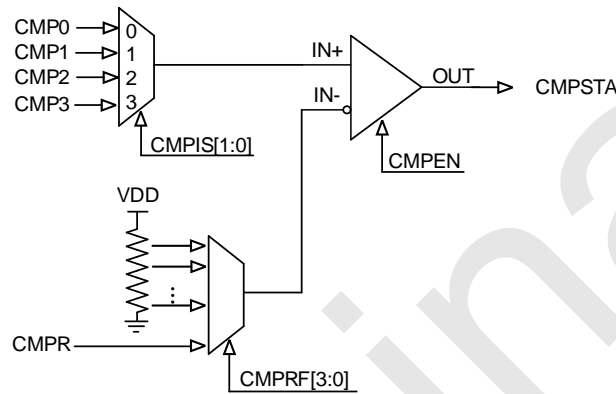 CMP0
CMP1
CMP2
CMP3
0
1
2
3
CMPIS[1:0]
IN+
IN-
OUT
CMPSTA
CMPEN
VDD
CMPR
CMPRF[3:0]